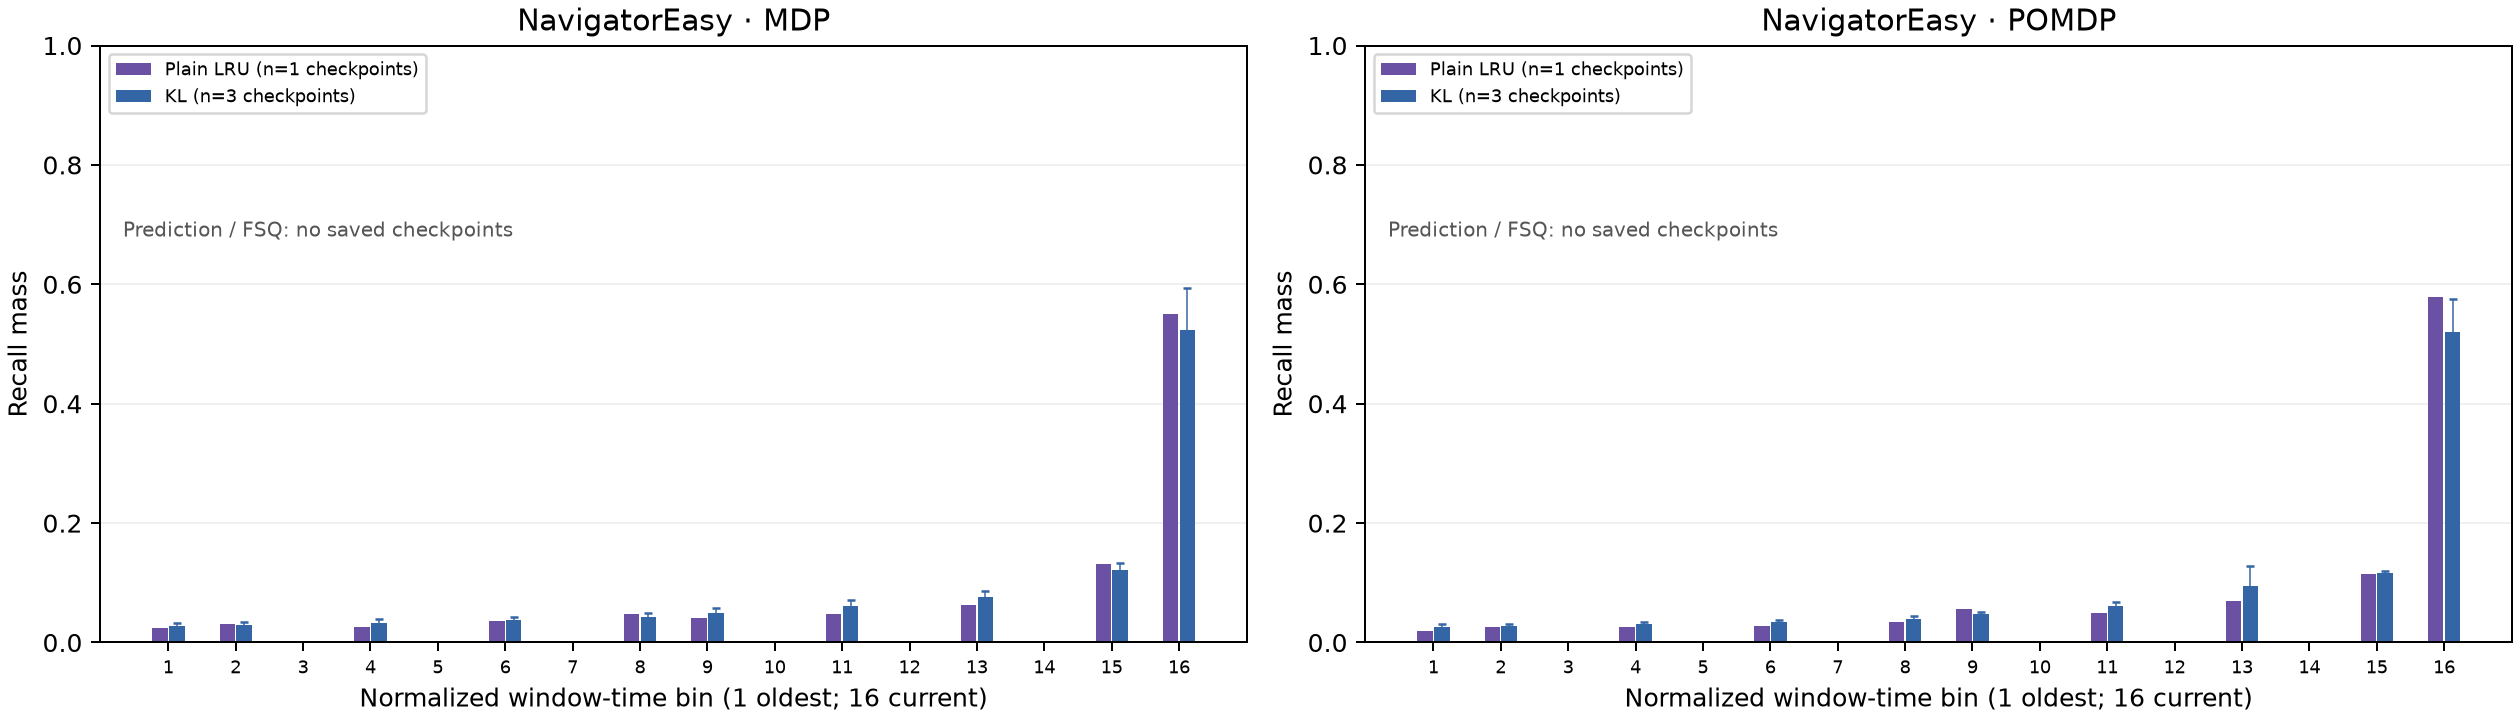 NavigatorEasy · MDP
Plain LRU (n=1 checkpoints)
KL (n=3 checkpoints)
Prediction / FSQ: no saved checkpoints
Recall mass
1.0
0.8
0.6
0.4
0.2
0.0
1 2 3 4 5 6 7 8 9 10 11 12 13 14 15 16
Normalized window-time bin (1 oldest; 16 current)
NavigatorEasy · POMDP
Plain LRU (n=1 checkpoints)
KL (n=3 checkpoints)
Prediction / FSQ: no saved checkpoints
Recall mass
1.0
0.8
0.6
0.4
0.2
0.0
1 2 3 4 5 6 7 8 9 10 11 12 13 14 15 16
Normalized window-time bin (1 oldest; 16 current)